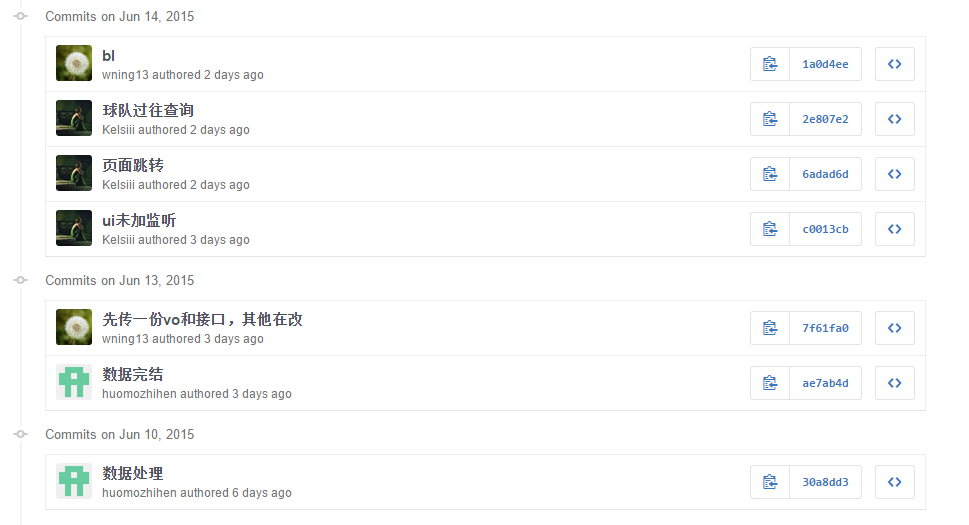 Commits on Jun 14, 2015
bl
wning13 authored 2 days ago
1a0d4ee
球队过往查询
Kelsiii authored 2 days ago
2e807e2
页面跳转
Kelsiii authored 2 days ago
6adad6d
ui未加监听
Kelsiii authored 3 days ago
c0013cb
Commits on Jun 13, 2015
先传一份vo和接口，其他在改
wning13 authored 3 days ago
7f61fa0
数据完结
huomozhihen authored 3 days ago
ae7ab4d
Commits on Jun 10, 2015
数据处理
huomozhihen authored 6 days ago
30a8dd3